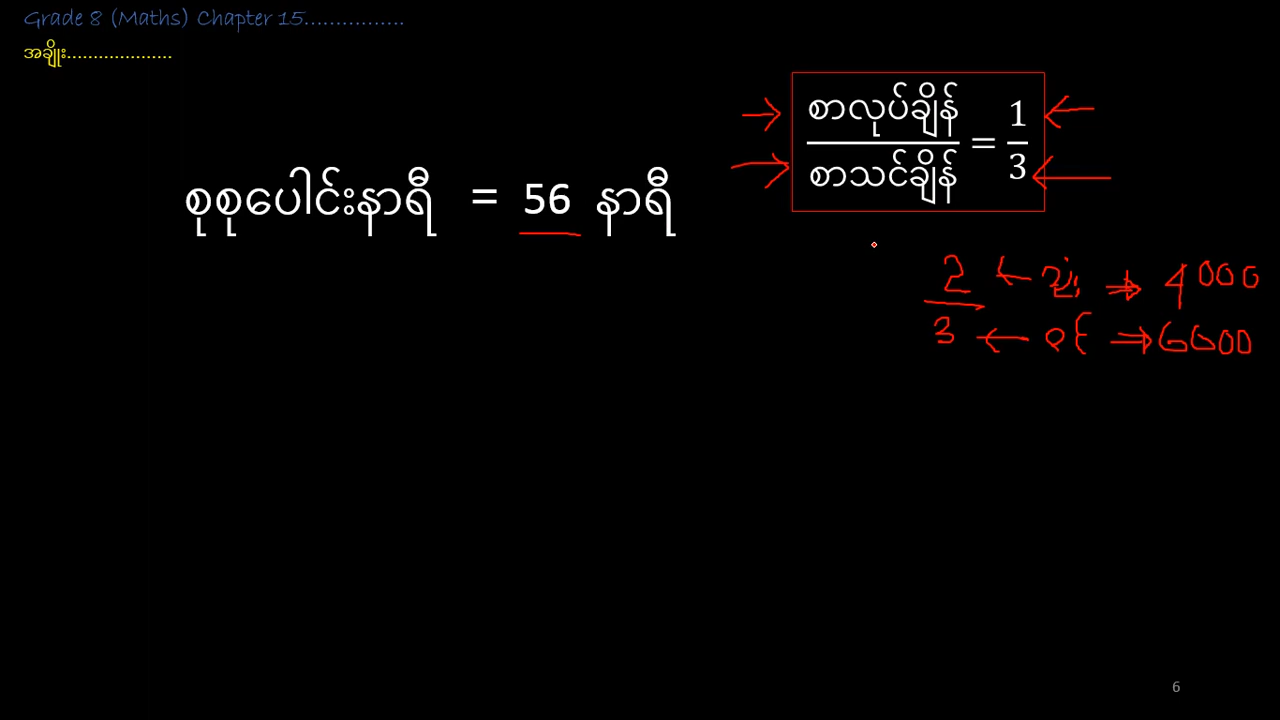 Grade 8 (Maths) Chapter 15................
အချိုး....................
စာလုပ်ချိန်
စာသင်ချိန်
= 1/3
စုစုပေါင်းနာရီ = 56 နာရီ
2 ← → 4000
3 ← ⇒ 6000
6